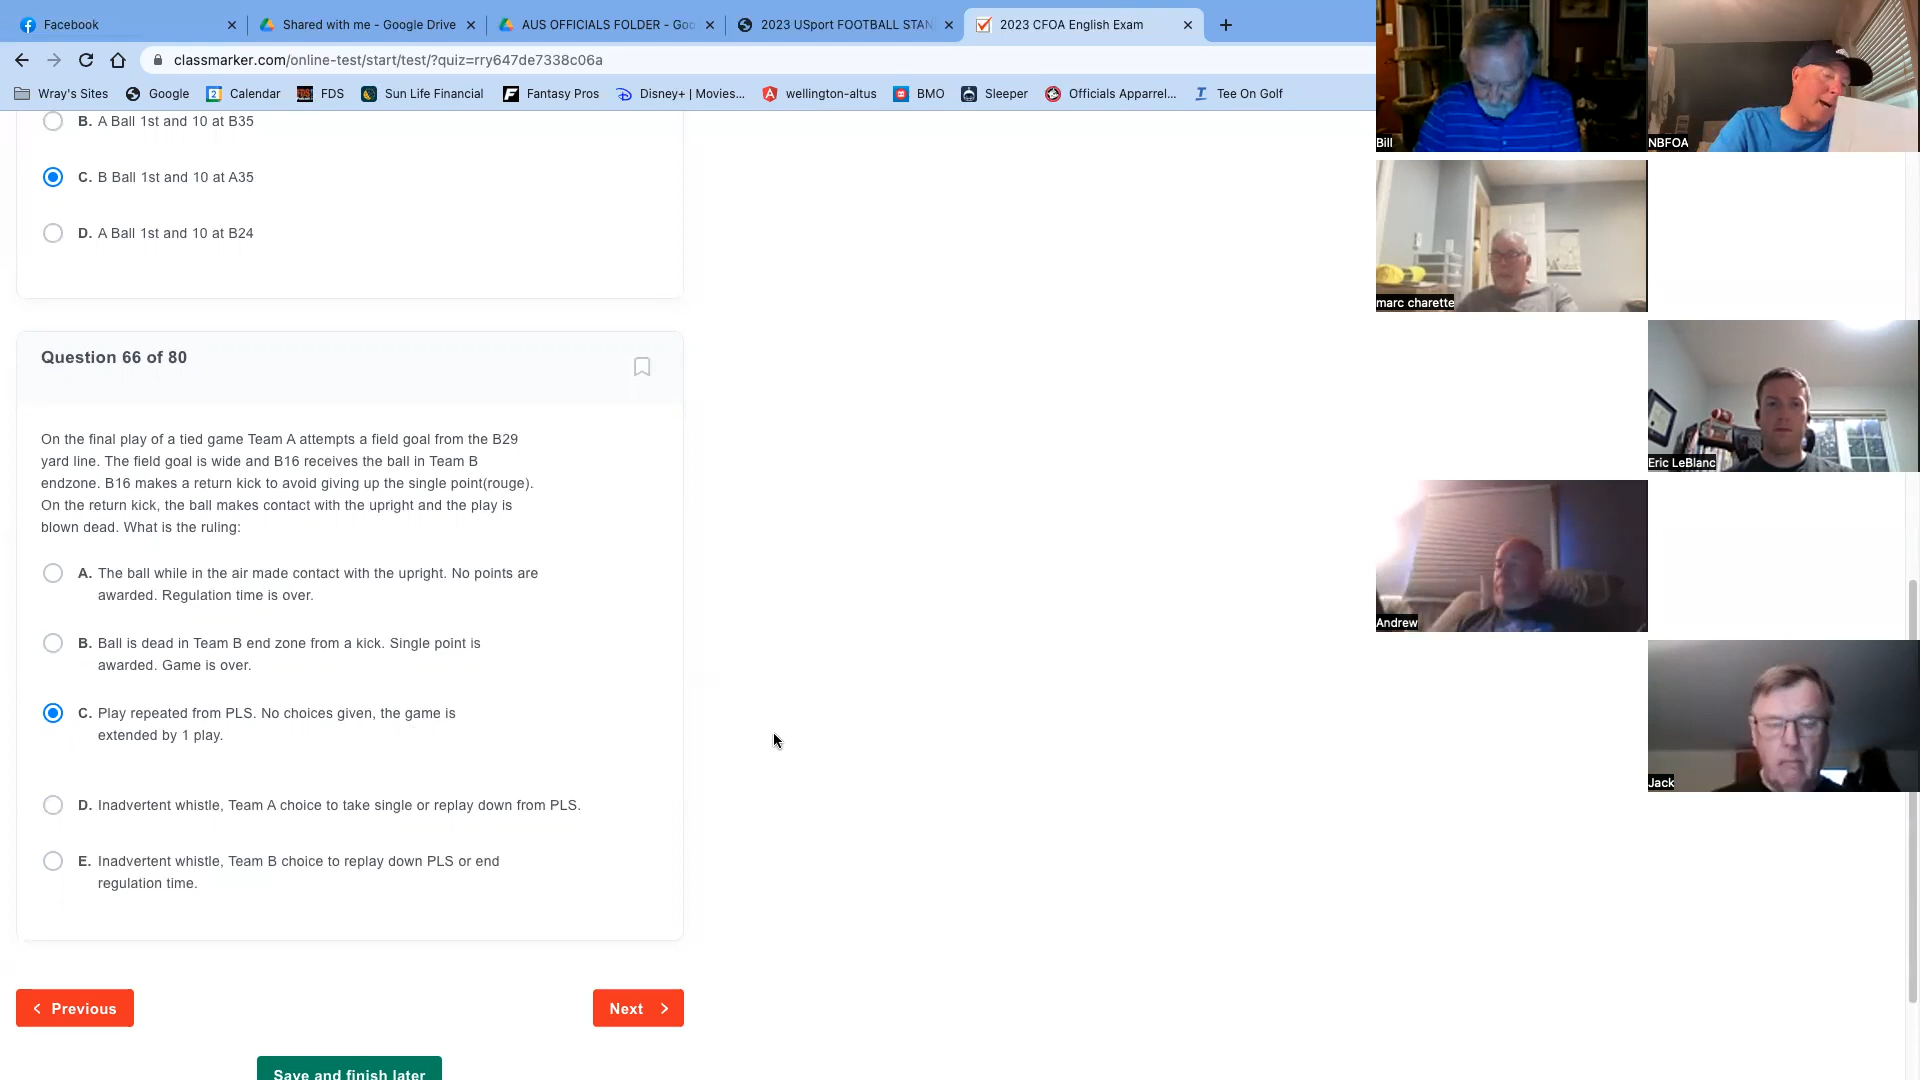 Facebook
Shared with me - Google Drive
AUS OFFICIALS FOLDER - Goo
2023 USport FOOTBALL STAN
2023 CFOA English Exam
classmarker.com/online-test/start/test/?quiz=rry647de7338c06a
Wray's Sites
Google
2
Calendar
FDS
Sun Life Financial
Fantasy Pros
Disney+ | Movies...
wellington-altus
BMO
Sleeper
Officials Apparel...
Tee On Golf
B. A Ball 1st and 10 at B35
C. B Ball 1st and 10 at A35
D. A Ball 1st and 10 at B24
Question 66 of 80
On the final play of a tied game Team A attempts a field goal from the B29
yard line. The field goal is wide and B16 receives the ball in Team B
endzone. B16 makes a return kick to avoid giving up the single point(rouge).
On the return kick, the ball makes contact with the upright and the play is
blown dead. What is the ruling:
A. The ball while in the air made contact with the upright. No points are
awarded. Regulation time is over.
B. Ball is dead in Team B end zone from a kick. Single point is
awarded. Game is over.
C. Play repeated from PLS. No choices given, the game is
extended by 1 play.
D. Inadvertent whistle, Team A choice to take single or replay down from PLS.
E. Inadvertent whistle, Team B choice to replay down PLS or end
regulation time.
Previous
Next
Save and finish later
Bill
NBFOA
marc charette
Eric LeBlanc
Andrew
Jack